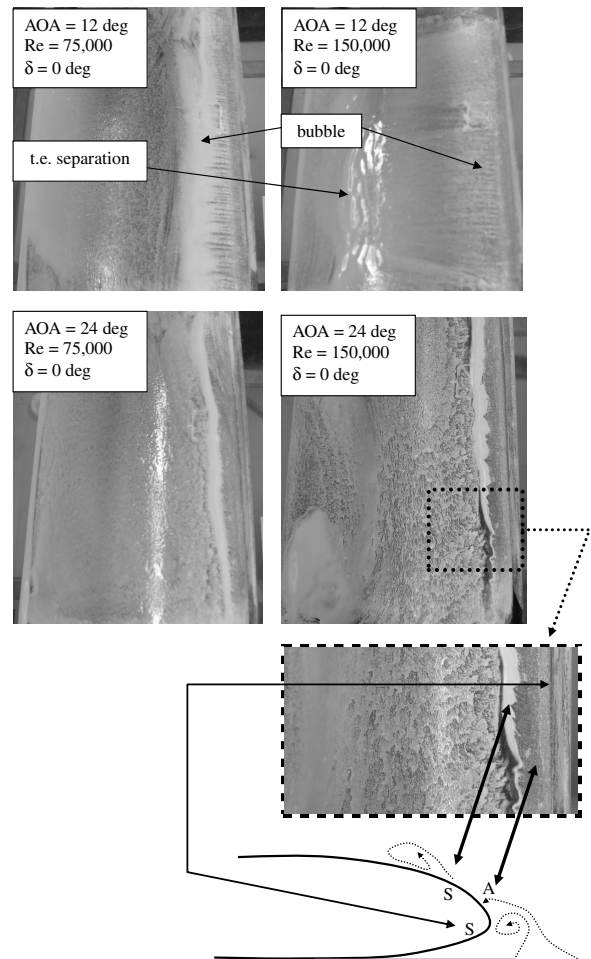 AOA = 12 deg
Re = 75,000
δ = 0 deg
AOA = 12 deg
Re = 150,000
δ = 0 deg
bubble
t.e. separation
AOA = 24 deg
Re = 75,000
δ = 0 deg
AOA = 24 deg
Re = 150,000
δ = 0 deg
S
A
S